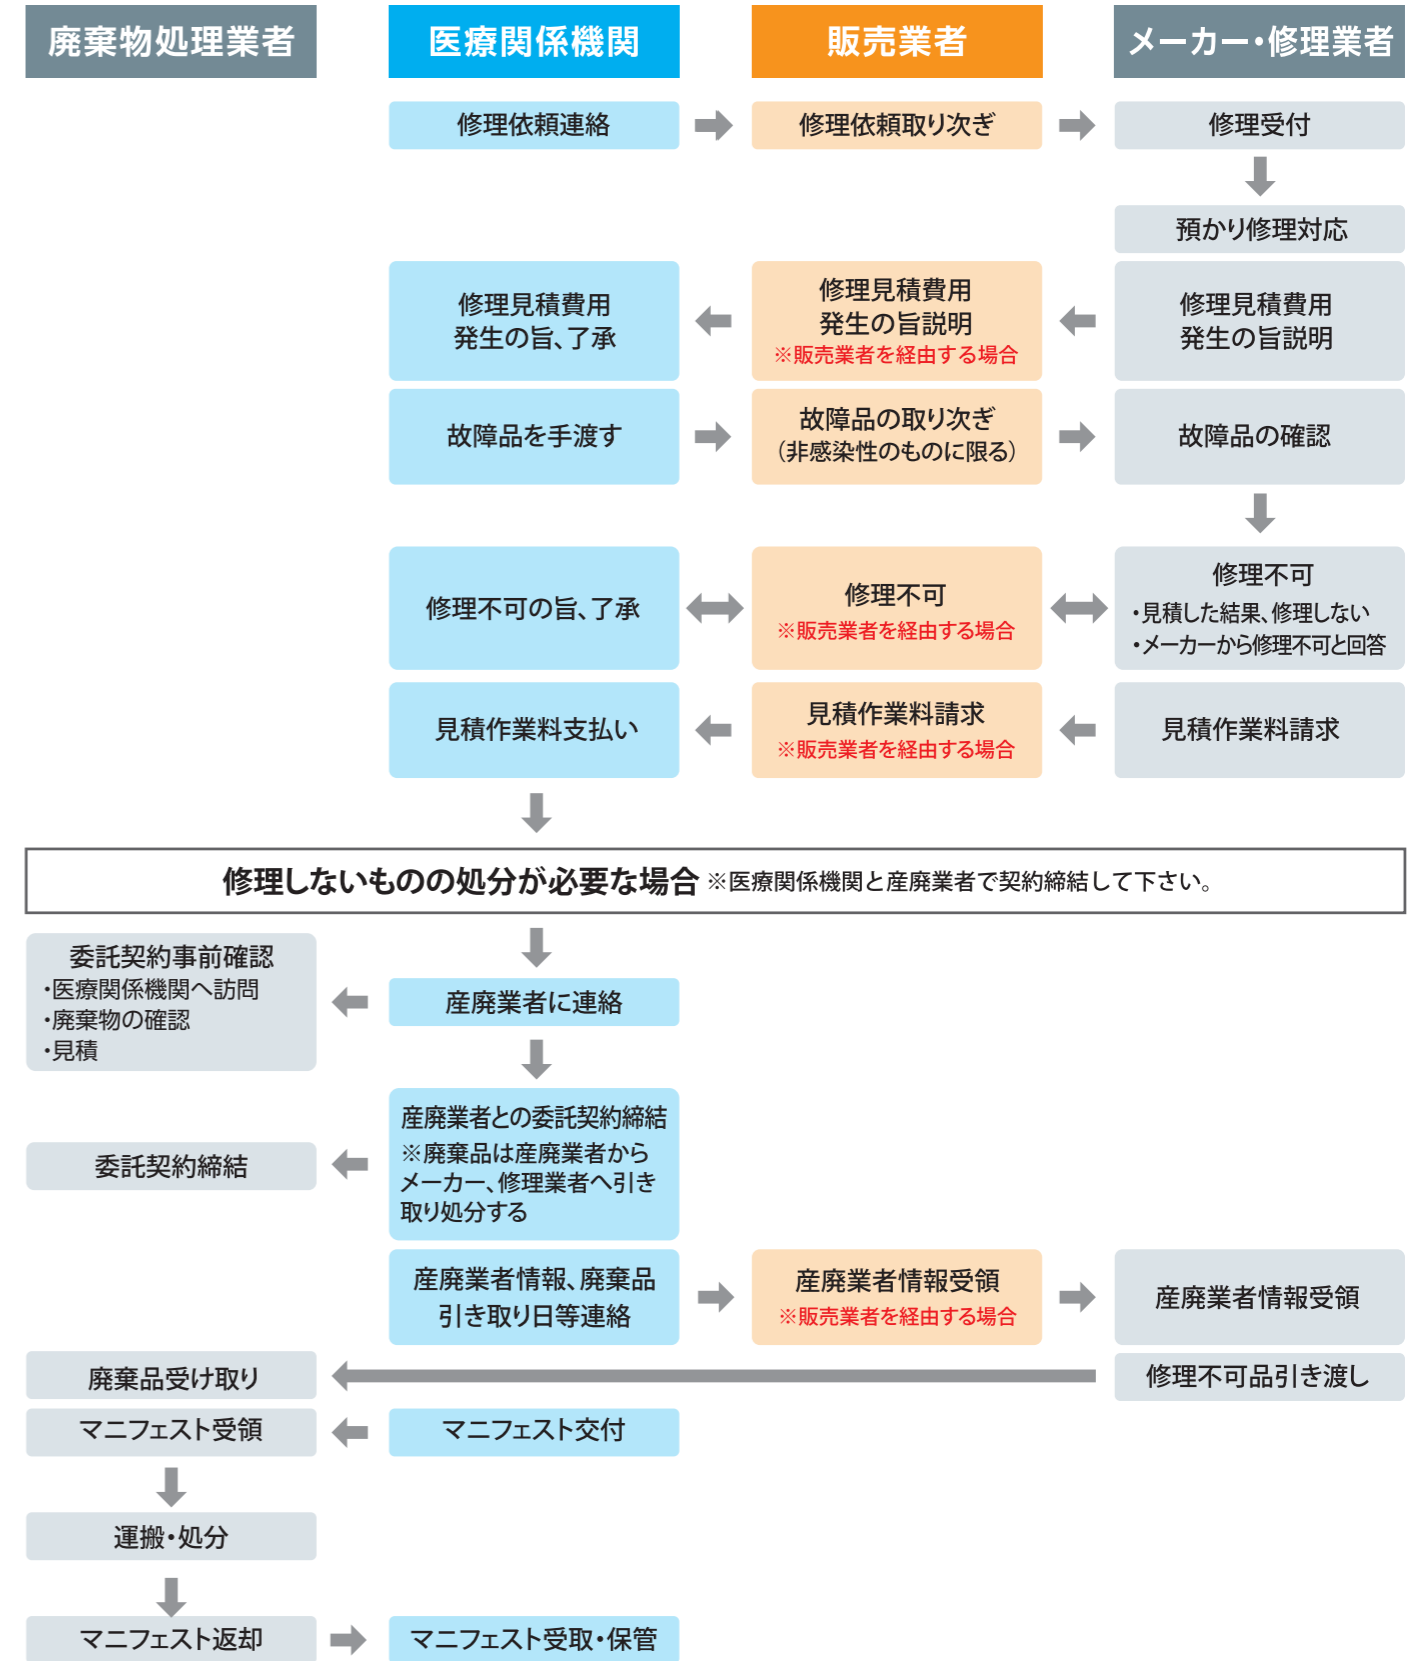 廃棄物処理業者
医療関係機関
販売業者
メーカー・修理業者
修理依頼連絡
修理依頼取り次ぎ
修理受付
預かり修理対応
修理見積費用
発生の旨、了承
修理見積費用
発生の旨説明
※販売業者を経由する場合
修理見積費用
発生の旨説明
故障品を手渡す
故障品の取り次ぎ
（非感染性のものに限る）
故障品の確認
修理不可の旨、了承
修理不可
※販売業者を経由する場合
修理不可
・見積した結果、修理しない
・メーカーから修理不可と回答
見積作業料支払い
見積作業料請求
※販売業者を経由する場合
見積作業料請求
修理しないものの処分が必要な場合 ※医療関係機関と産廃業者で契約締結して下さい。
委託契約事前確認
・医療関係機関へ訪問
・廃棄物の確認
・見積
産廃業者に連絡
委託契約締結
産廃業者との委託契約締結
※廃棄品は産廃業者から
メーカー、修理業者へ引き
取り処分する
産廃業者情報、廃棄品
引き取り日等連絡
産廃業者情報受領
※販売業者を経由する場合
産廃業者情報受領
廃棄品受け取り
修理不可品引き渡し
マニフェスト受領
マニフェスト交付
運搬・処分
マニフェスト返却
マニフェスト受取・保管